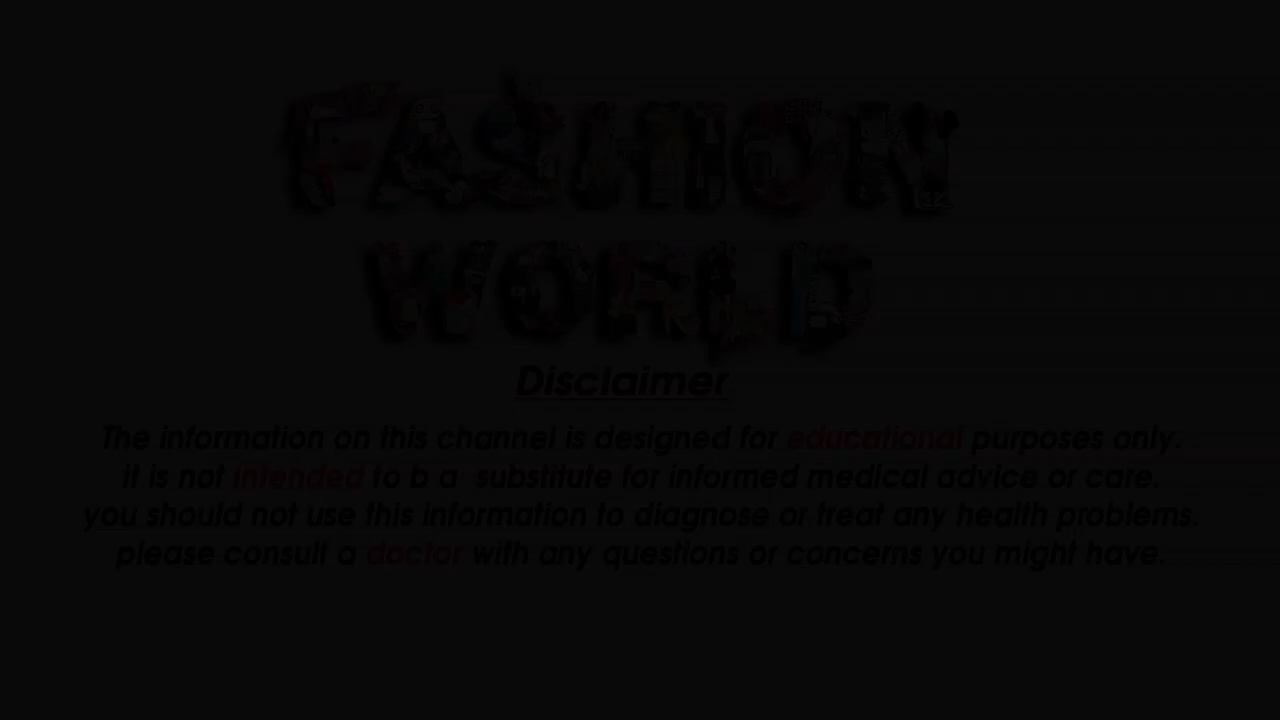 FASHION
WORLD
Disclaimer
The information on this channel is designed for educational purposes only.
it is not intended to b a substitute for informed medical advice or care.
you should not use this information to diagnose or treat any health problems.
please consult a doctor with any questions or concerns you might have.